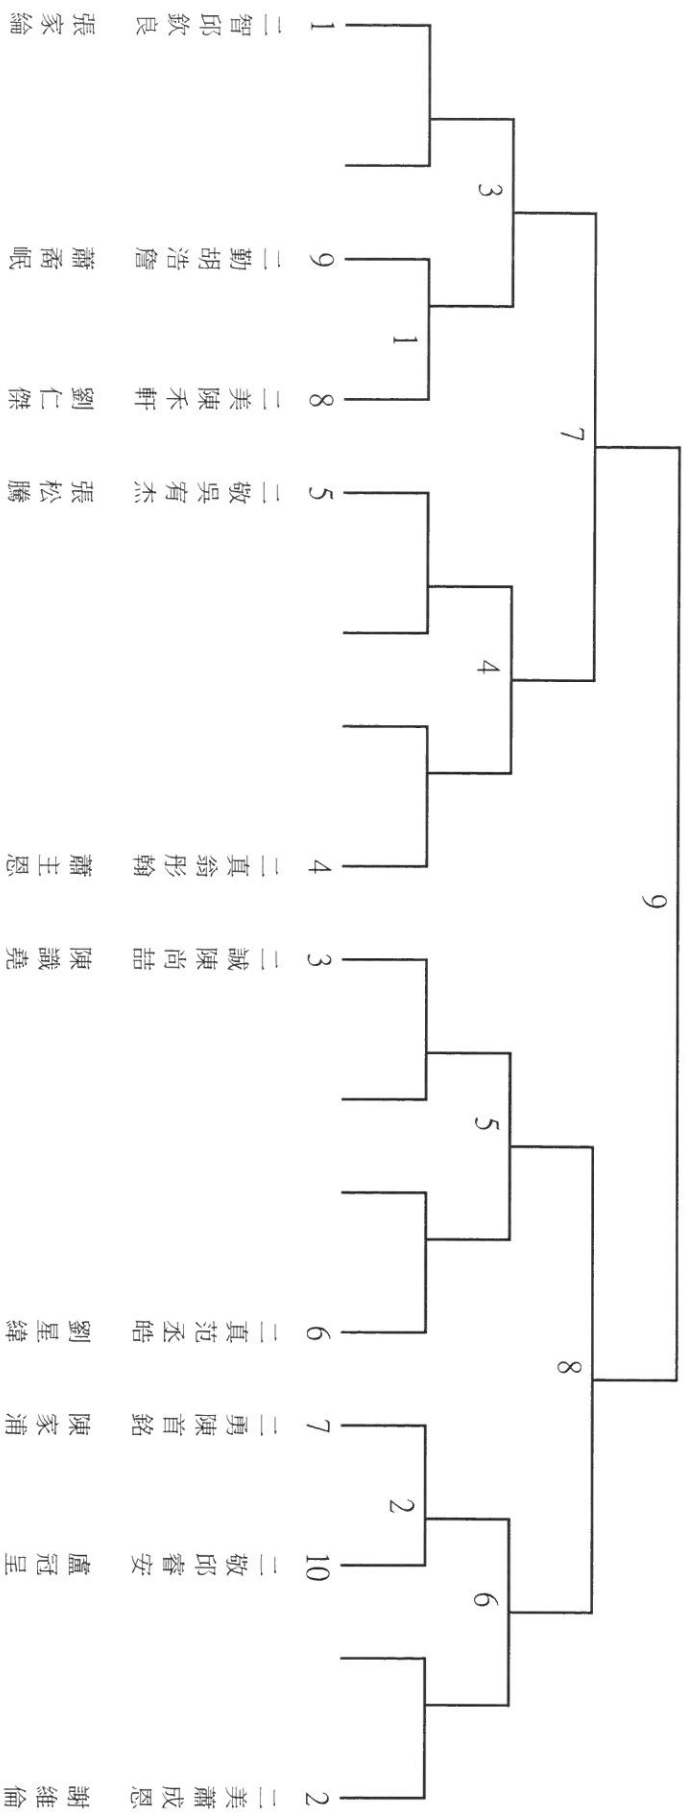 1 二智邱欽良 張家綸
9 二勤胡浩詹 蕭裔岷
8 二美陳禾軒 劉仁傑
5 二敬吳宥杰 張松騰
4 二真翁彤翰 蕭主恩
3 二誠陳尚喆 陳識堯
6 二真范丞皓 劉星緯
7 二勇陳首銘 陳家浦
10 二敬邱睿安 盧冠呈
2 二美蕭成恩 謝維倫
1
2
3
4
5
6
7
8
9